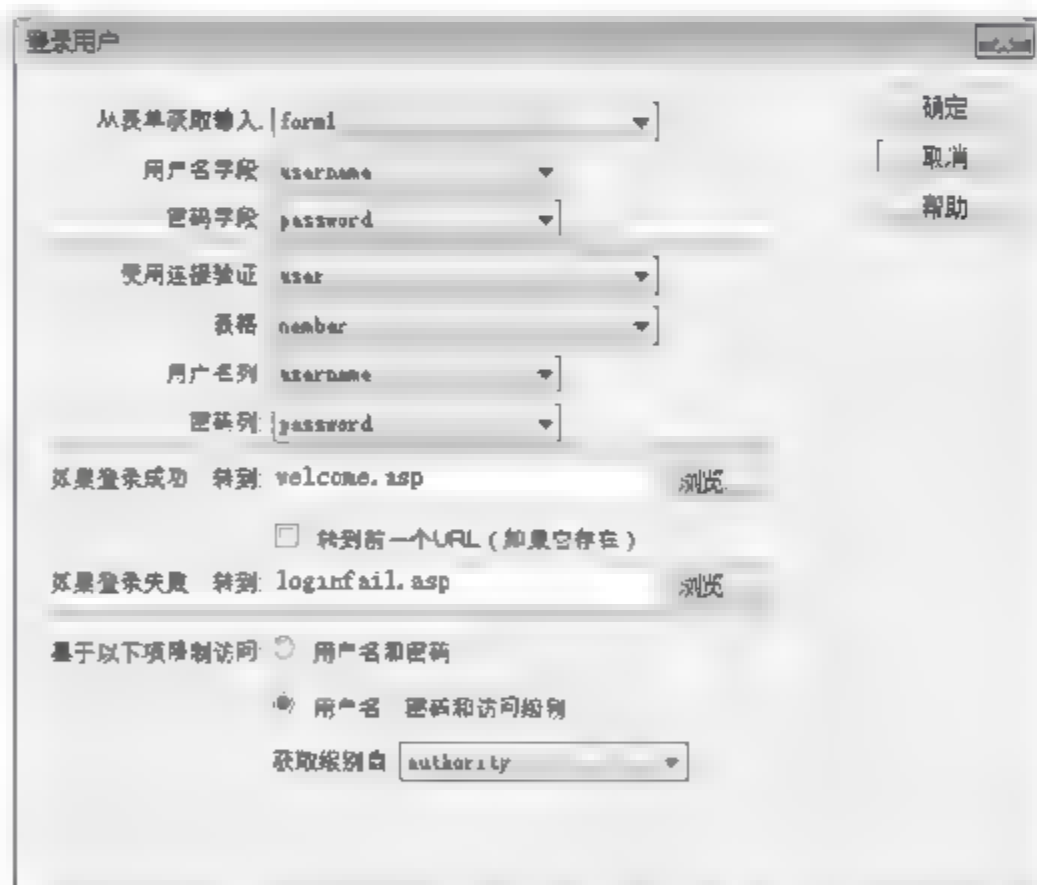 登录用户
从表单获取输入: form1
确定
用户名字段 username
取消
密码字段 password
帮助
使用连接验证 user
表格 member
用户名列 username
密码列: password
如果登录成功 转到: welcome.asp 浏览...
转到前一个URL(如果它存在)
如果登录失败 转到: loginfail.asp 浏览
基于以下项限制访问: 用户名和密码
用户名 密码和访问级别
获取级别自 authority